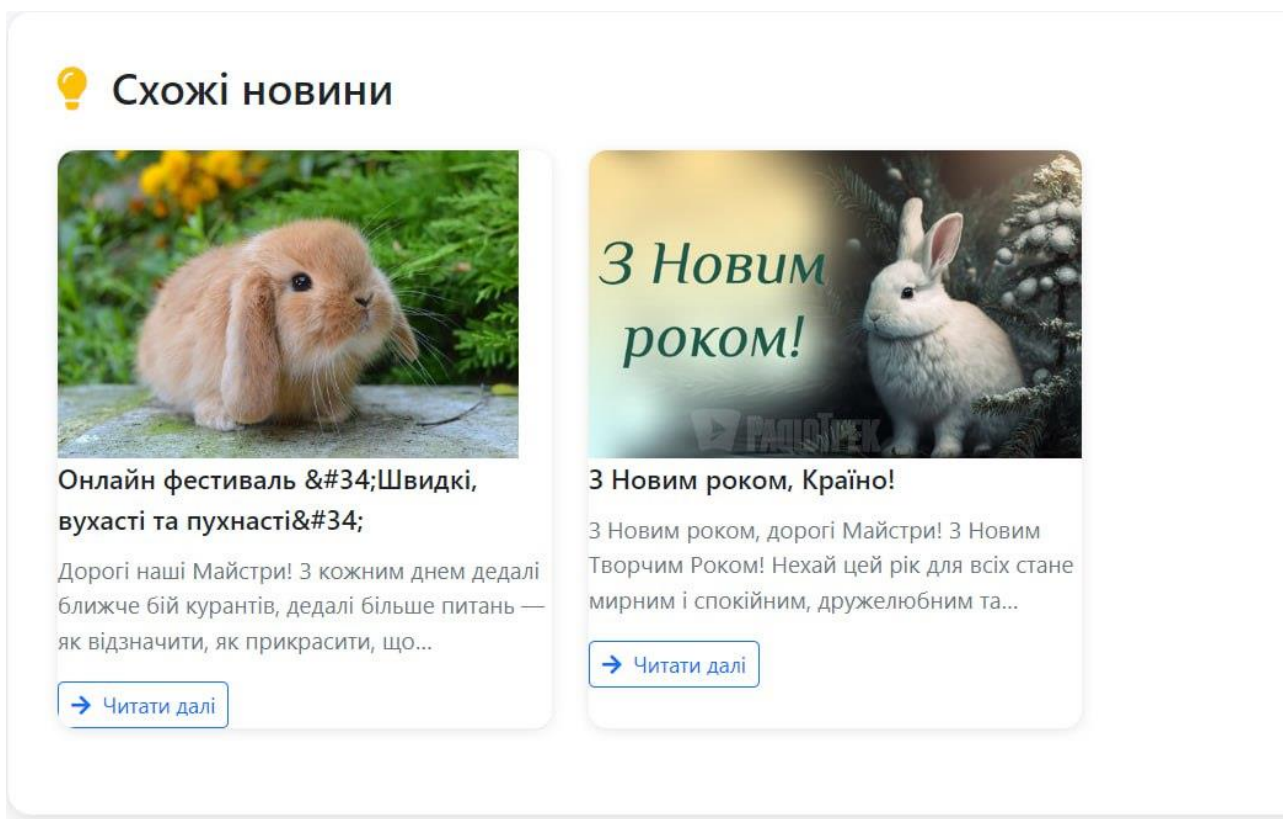 Схожі новини
З Новим
роком!
РАДІОТРЕК
Онлайн фестиваль &#34;Швидкі,
вухасті та пухнасті&#34;
Дорогі наші Майстри! З кожним днем дедалі
ближче бій курантів, дедалі більше питань —
як відзначити, як прикрасити, що...
Читати далі
З Новим роком, Країно!
З Новим роком, дорогі Майстри! З Новим
Творчим Роком! Нехай цей рік для всіх стане
мирним і спокійним, дружелюбним та...
Читати далі